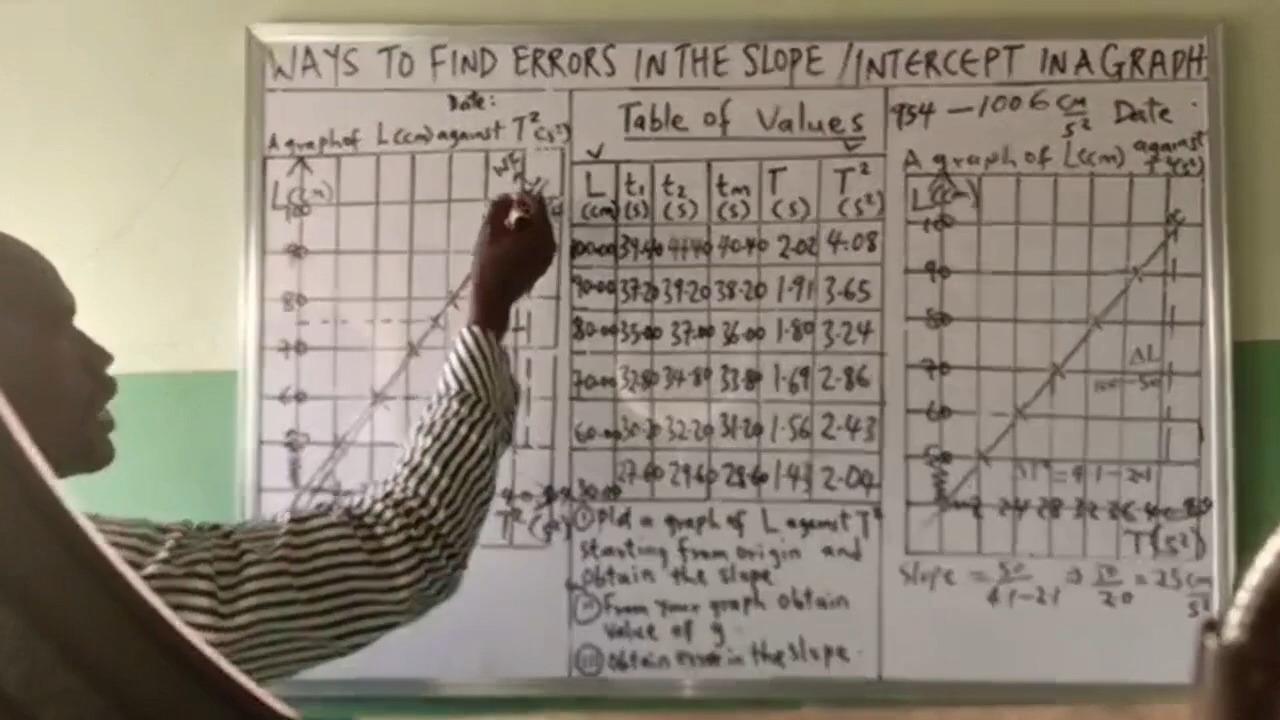 WAYS TO FIND ERRORS IN THE SLOPE / INTERCEPT IN A GRAPH
Date:
A graph of L(cm) against T²(s²)
L(cm)
100
90
80
70
60
T²(s²)
Table of Values
L (cm) t₁ (s) t₂ (s) tm (s) T (s) T² (s²)
100.00 39.40 41.40 40.40 2.02 4.08
90.00 37.20 39.20 38.20 1.91 3.65
80.00 35.00 37.00 36.00 1.80 3.24
70.00 32.80 34.80 33.80 1.69 2.86
60.00 30.20 32.20 31.20 1.56 2.43
27.60 29.60 28.60 1.43 2.04
(i) Plot a graph of L against T²
starting from origin and
obtain the slope
(ii) From your graph obtain
value of g
(iii) Obtain error in the slope.
954 – 1006 cm/s² Date
A graph of L(cm) against T²(s²)
L(cm)
100
90
80
70
60
50
ΔL
100-50
2.4 2.8 3.2 3.6 4.0
T²(s²)
Slope = 50/4.1-2.1 ⇒ 50/2.0 = 25 cm/s²